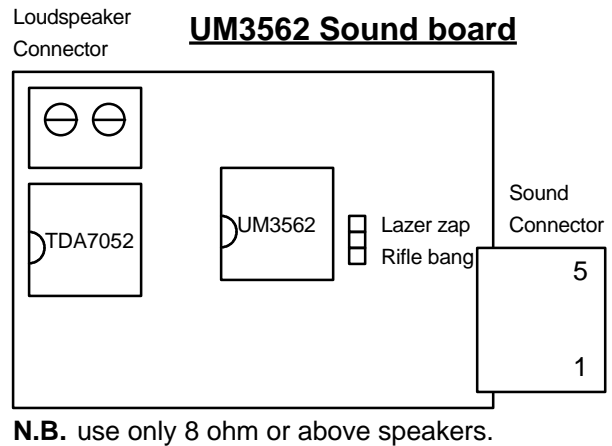 Loudspeaker
Connector
UM3562 Sound board
TDA7052
UM3562
Lazer zap
Rifle bang
Sound
Connector
5
1
N.B. use only 8 ohm or above speakers.